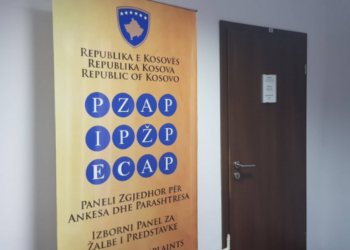 REPUBLIKA E KOSOVËS
REPUBLIKA KOSOVA
REPUBLIC OF KOSOVO
PZAP
IPŽP
ECAP
PANELI ZGJEDHOR PËR
ANKESA DHE PARASHTRESA
IZBORNI PANEL ZA
ŽALBE I PREDSTAVKE